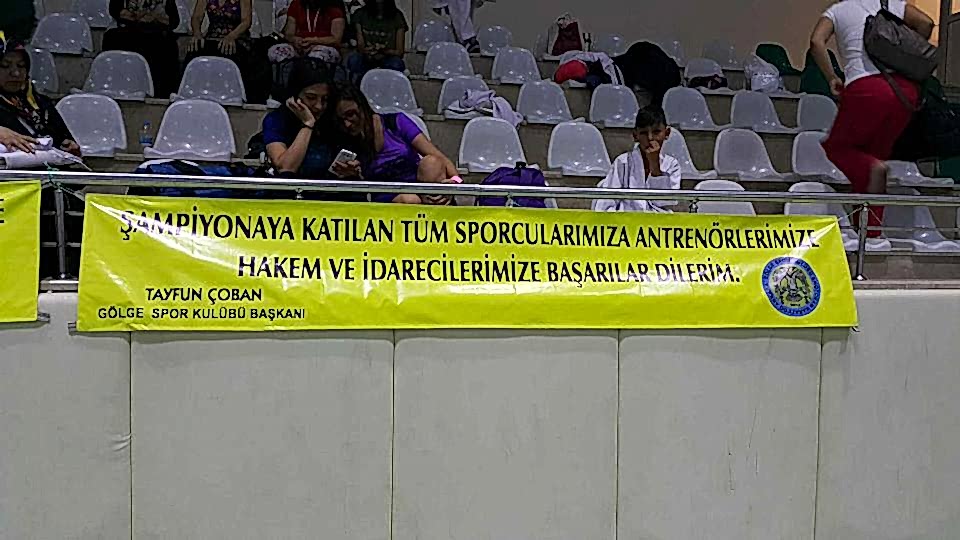 ŞAMPİYONAYA KATILAN TÜM SPORCULARIMIZA ANTRENÖRLERİMİZE
HAKEM VE İDARECİLERİMİZE BAŞARILAR DİLERİM.
TAYFUN ÇOBAN
GÖLGE SPOR KULÜBÜ BAŞKANI